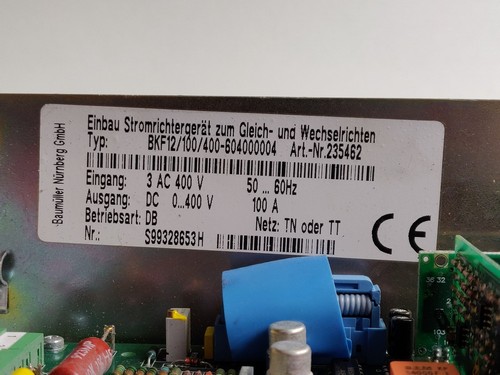 -Baumüller Nürnberg GmbH
Einbau Stromrichtergerät zum Gleich- und Wechselrichten
Typ: BKF12/100/400-604000004 Art.-Nr.235462
Eingang: 3 AC 400 V 50 ... 60Hz
Ausgang: DC 0...400 V 100 A
Betriebsart: DB Netz: TN oder TT
Nr.: S99328653H
CE